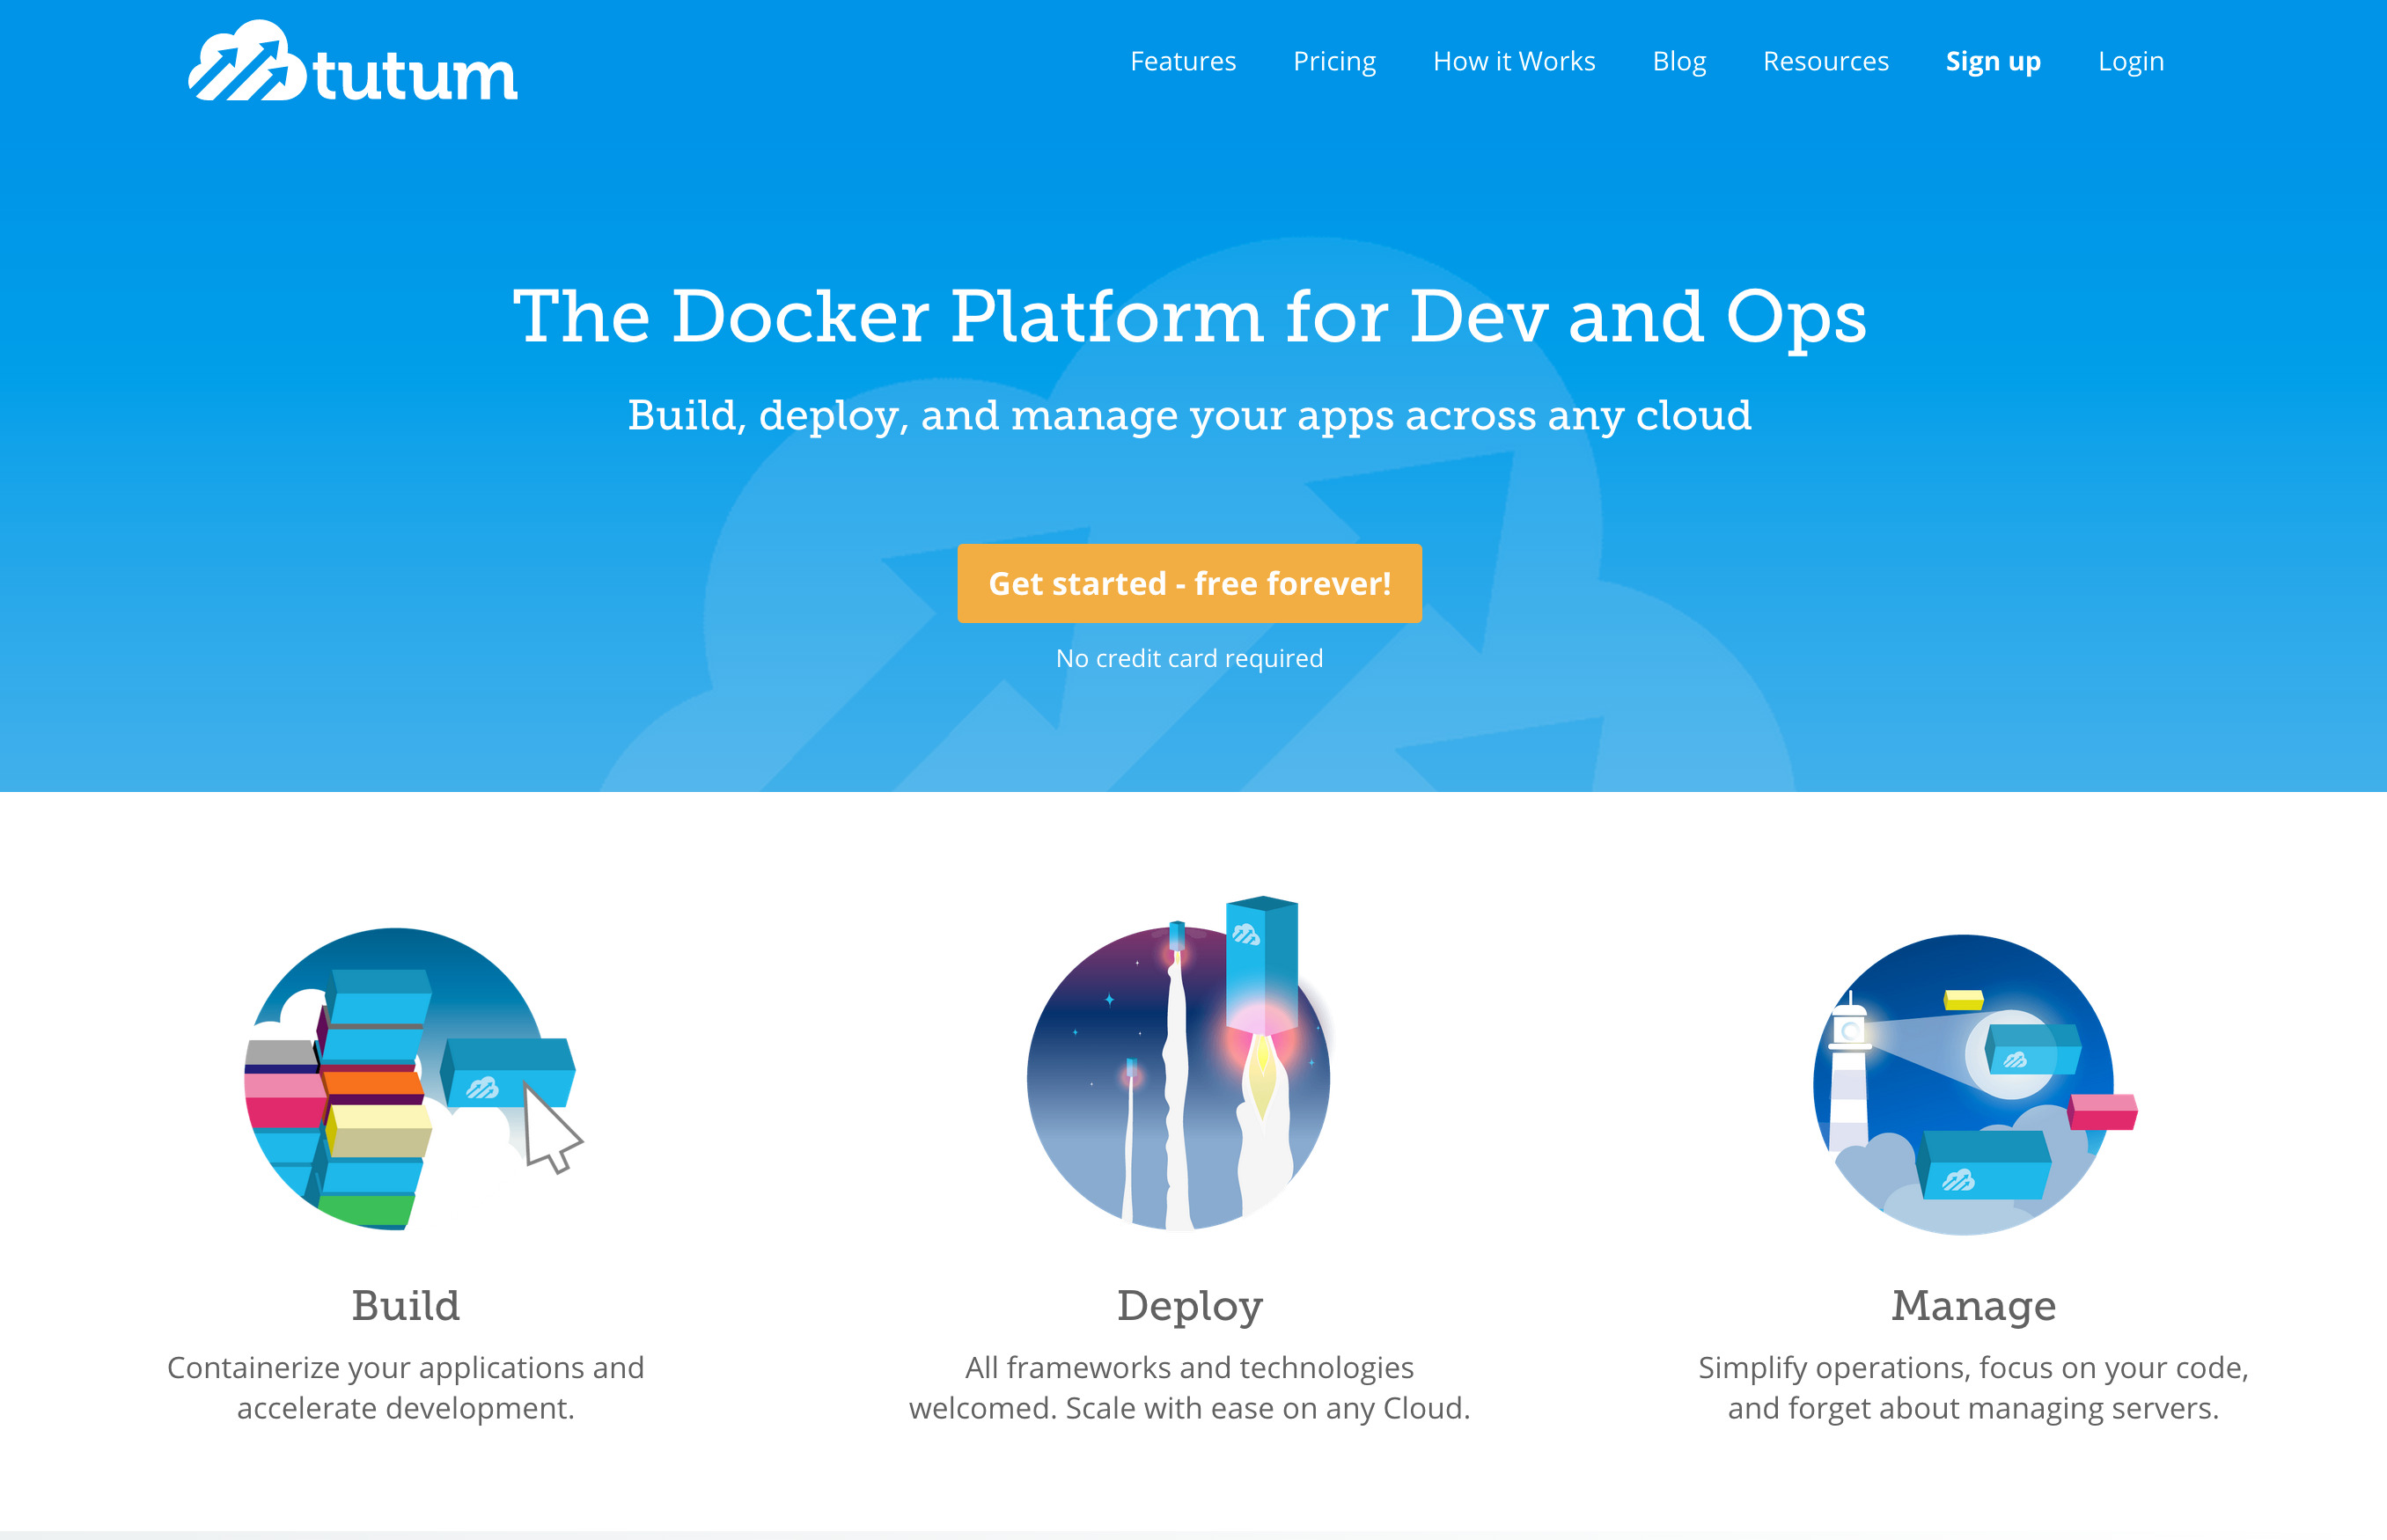 tutum
Features Pricing How it Works Blog Resources Sign up Login
The Docker Platform for Dev and Ops
Build, deploy, and manage your apps across any cloud
Get started - free forever!
No credit card required
Build
Containerize your applications and
accelerate development.
Deploy
All frameworks and technologies
welcomed. Scale with ease on any Cloud.
Manage
Simplify operations, focus on your code,
and forget about managing servers.